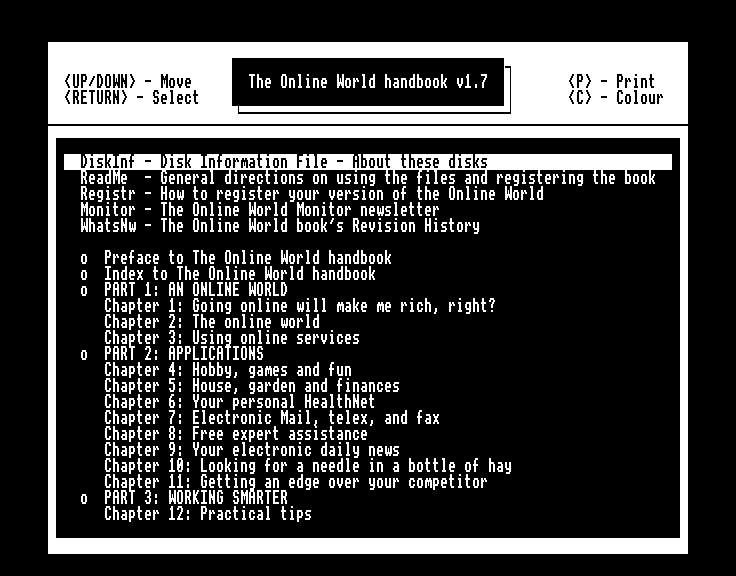 <UP/DOWN> - Move
<RETURN> - Select
The Online World handbook v1.7
<P> - Print
<C> - Colour
DiskInf - Disk Information File - About these disks
ReadMe - General directions on using the files and registering the book
Registr - How to register your version of the Online World
Monitor - The Online World Monitor newsletter
WhatsNw - The Online World book's Revision History
o Preface to The Online World handbook
o Index to The Online World handbook
o PART 1: AN ONLINE WORLD
Chapter 1: Going online will make me rich, right?
Chapter 2: The online world
Chapter 3: Using online services
o PART 2: APPLICATIONS
Chapter 4: Hobby, games and fun
Chapter 5: House, garden and finances
Chapter 6: Your personal HealthNet
Chapter 7: Electronic Mail, telex, and fax
Chapter 8: Free expert assistance
Chapter 9: Your electronic daily news
Chapter 10: Looking for a needle in a bottle of hay
Chapter 11: Getting an edge over your competitor
o PART 3: WORKING SMARTER
Chapter 12: Practical tips